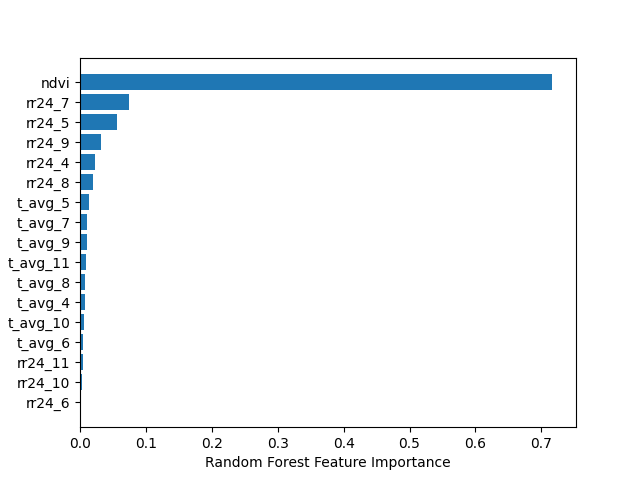 ndvi
rr24_7
rr24_5
rr24_9
rr24_4
rr24_8
t_avg_5
t_avg_7
t_avg_9
t_avg_11
t_avg_8
t_avg_4
t_avg_10
t_avg_6
rr24_11
rr24_10
rr24_6
0.0 0.1 0.2 0.3 0.4 0.5 0.6 0.7
Random Forest Feature Importance